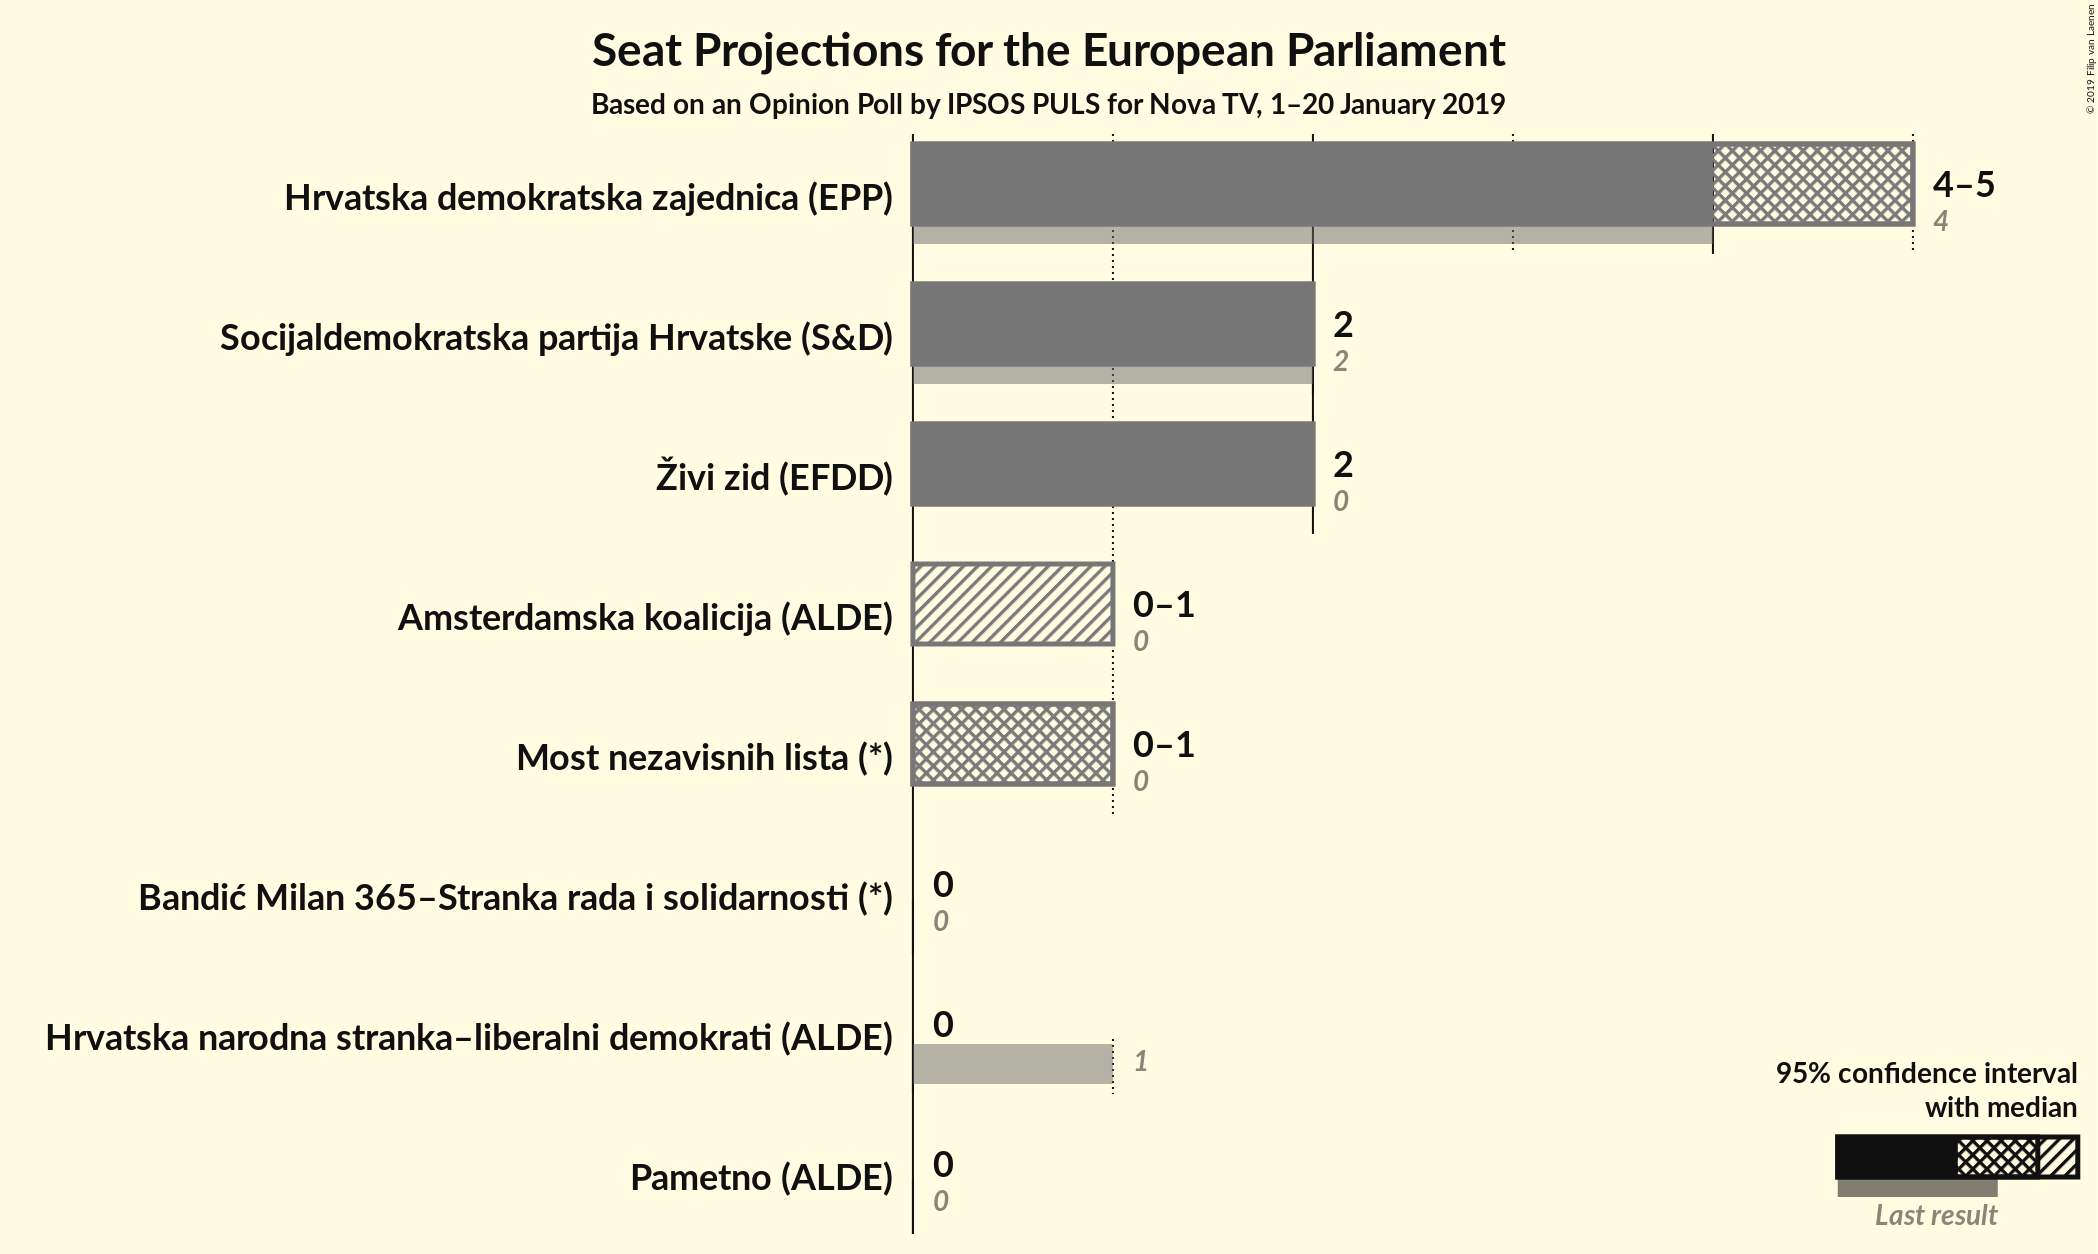 Seat Projections for the European Parliament
Based on an Opinion Poll by IPSOS PULS for Nova TV, 1–20 January 2019
© 2019 Filip van Laenen
Hrvatska demokratska zajednica (EPP)
4–5
4
Socijaldemokratska partija Hrvatske (S&D)
2
2
Živi zid (EFDD)
2
0
Amsterdamska koalicija (ALDE)
0–1
0
Most nezavisnih lista (*)
0–1
0
Bandić Milan 365–Stranka rada i solidarnosti (*)
0
0
Hrvatska narodna stranka–liberalni demokrati (ALDE)
0
1
Pametno (ALDE)
0
0
95% confidence interval
with median
Last result